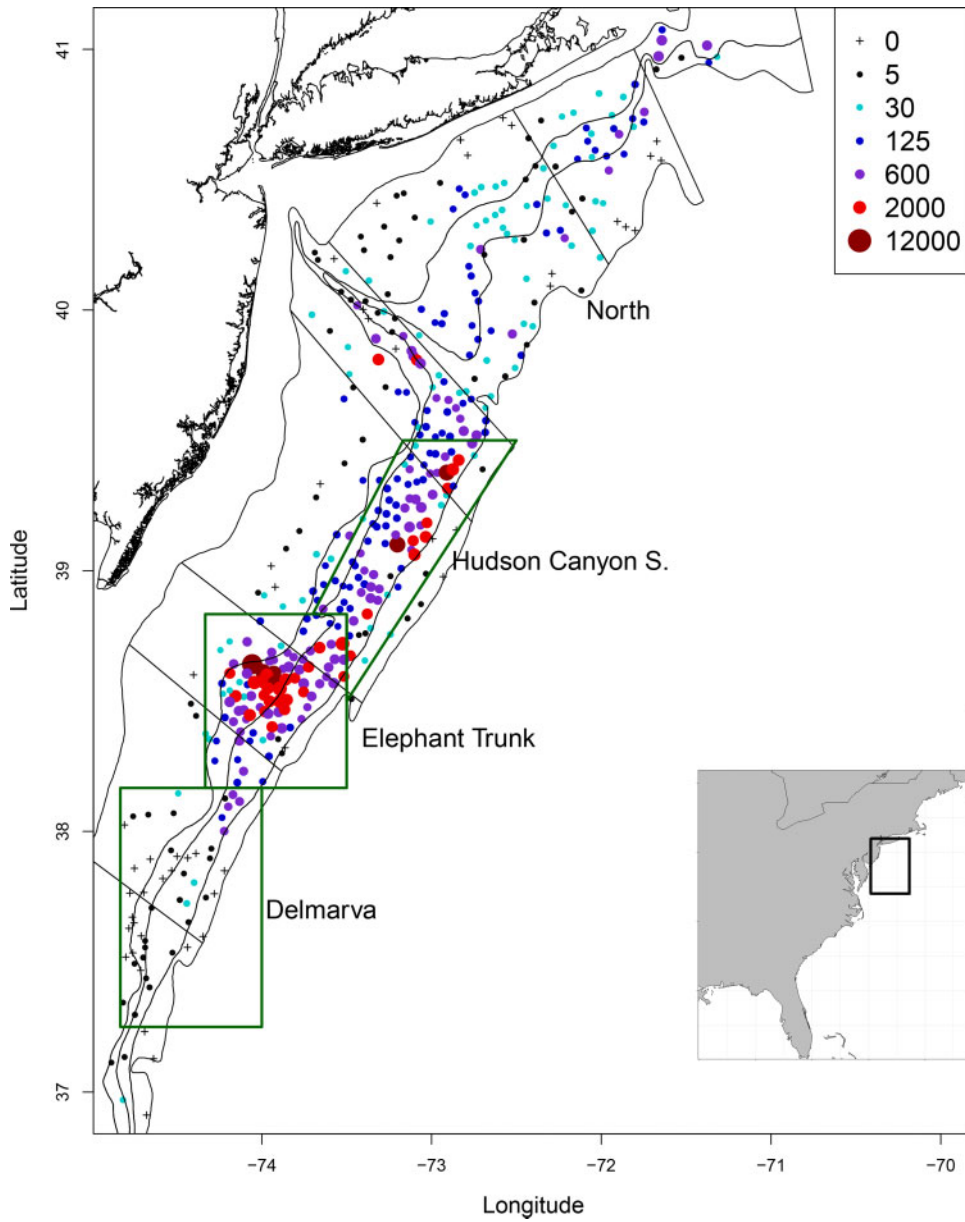 41
0
5
30
125
600
2000
12000
North
40
Latitude
39
Hudson Canyon S.
Elephant Trunk
38
Delmarva
37
−74
−73
−72
−71
−70
Longitude